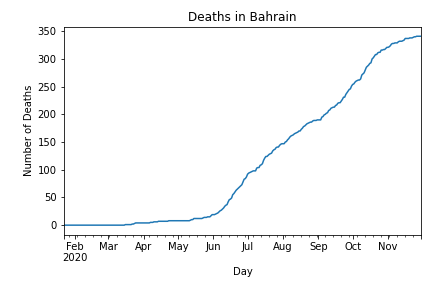 Deaths in Bahrain
350
300
250
200
150
100
50
0
Number of Deaths
Feb Mar Apr May Jun Jul Aug Sep Oct Nov
2020
Day